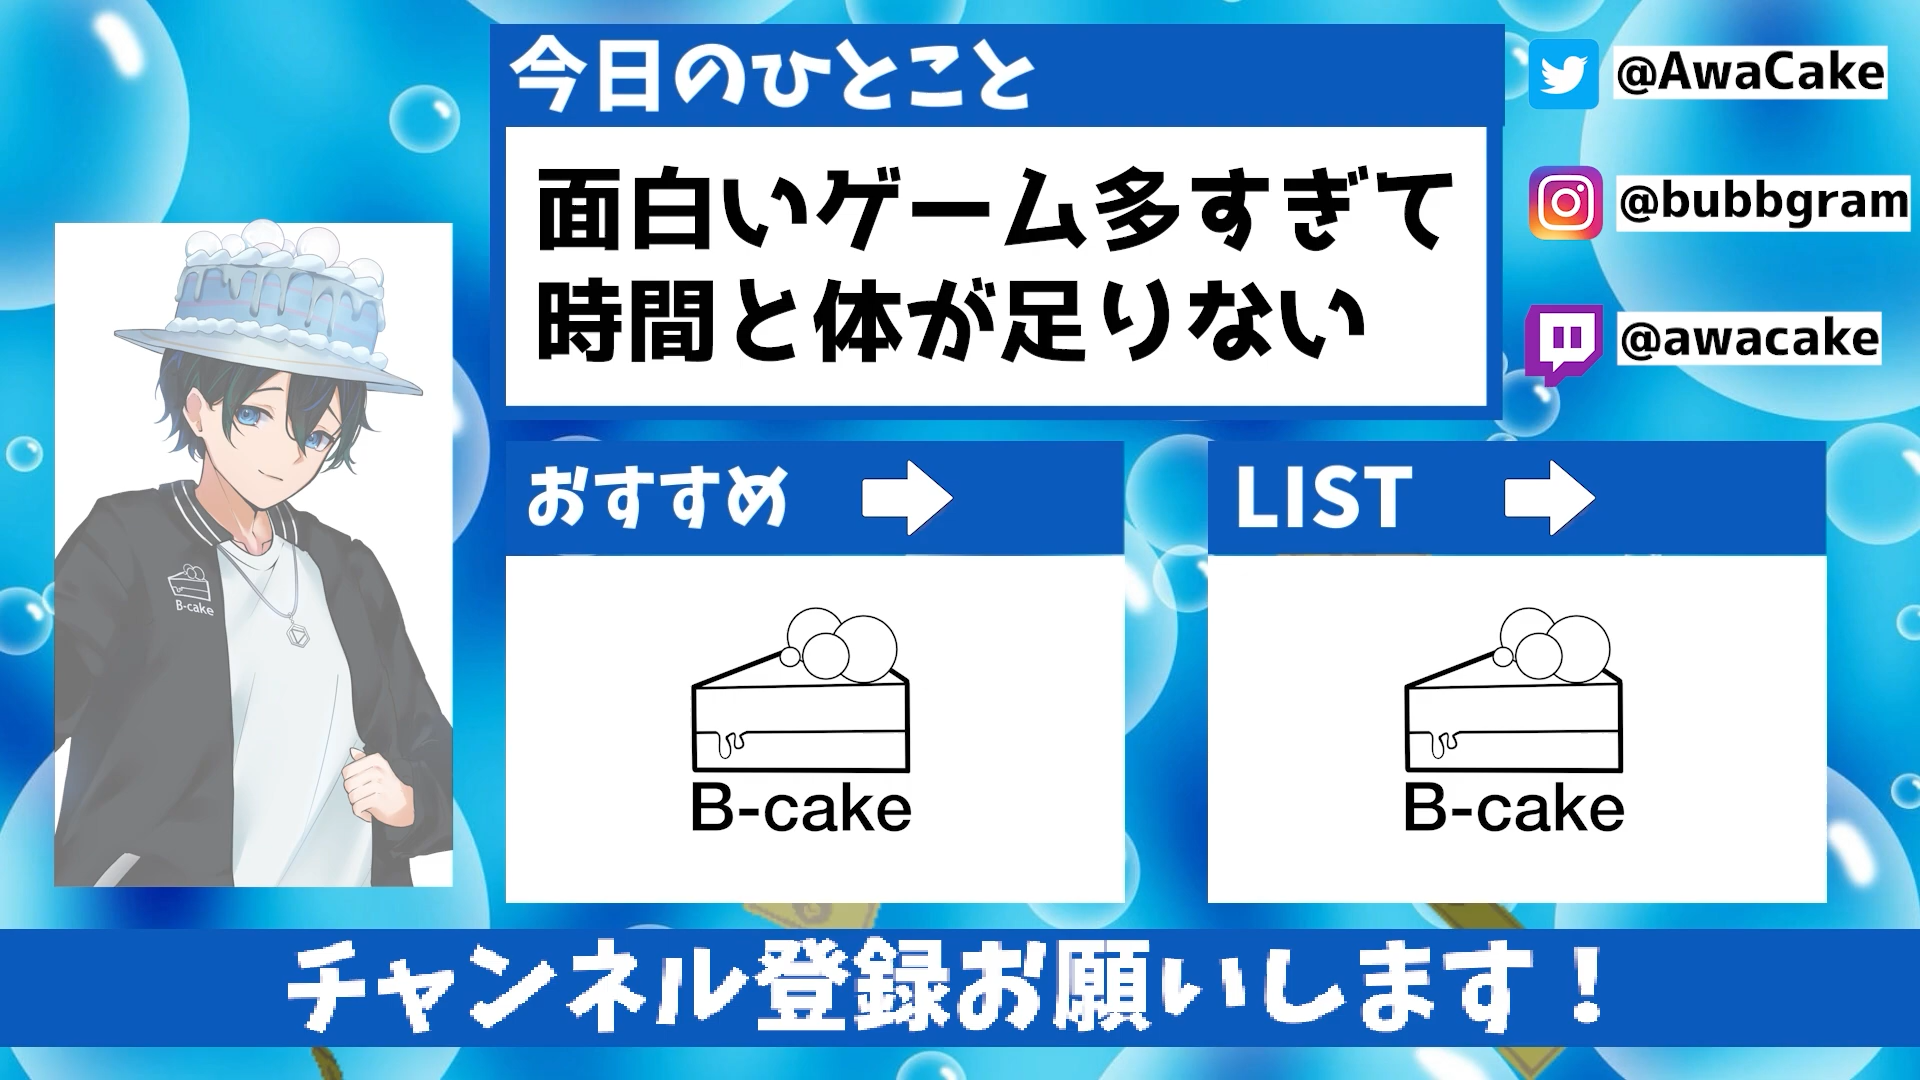 今日のひとこと
面白いゲーム多すぎて
時間と体が足りない
@AwaCake
@bubbgram
@awacake
B-cake
おすすめ
LIST
B-cake
B-cake
チャンネル登録お願いします！